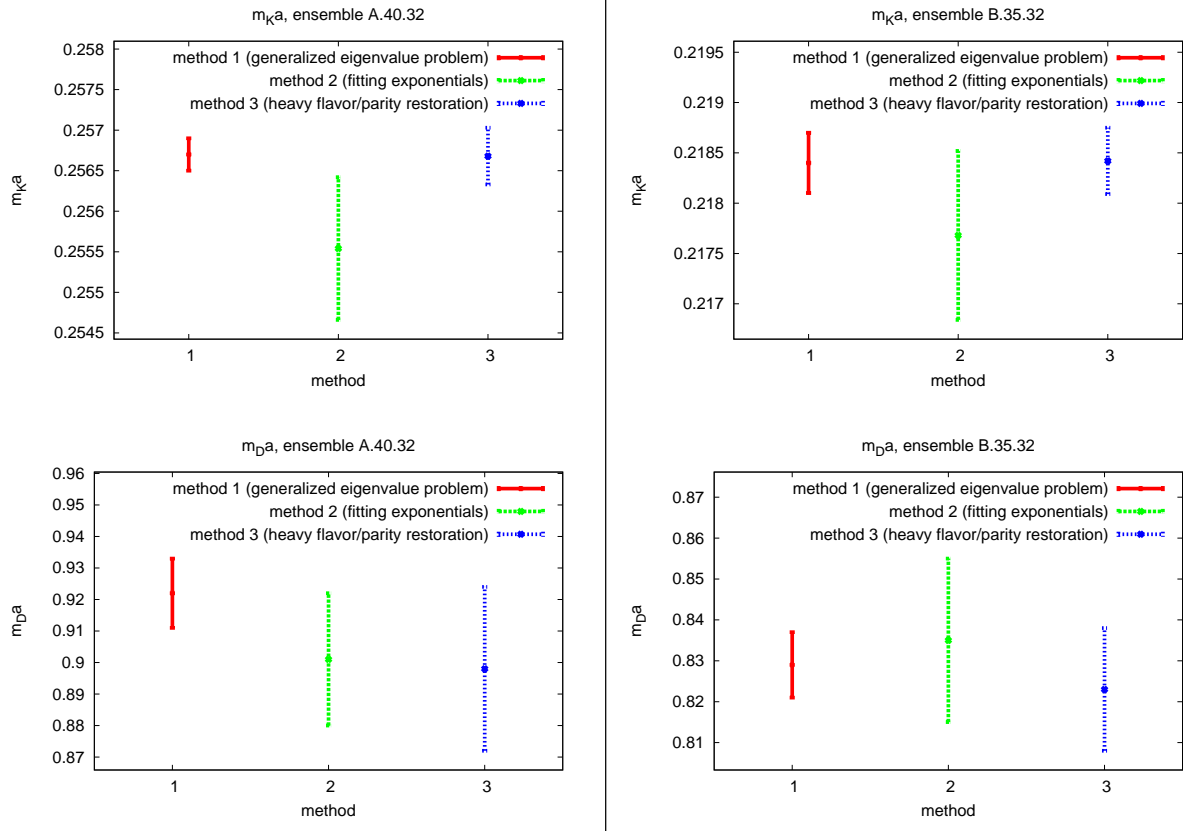 m_Ka, ensemble A.40.32
0.258
0.2575
0.257
0.2565
0.256
0.2555
0.255
0.2545
m_Ka
method 1 (generalized eigenvalue problem)
method 2 (fitting exponentials)
method 3 (heavy flavor/parity restoration)
1 2 3
method
m_Ka, ensemble B.35.32
0.2195
0.219
0.2185
0.218
0.2175
0.217
m_Ka
method 1 (generalized eigenvalue problem)
method 2 (fitting exponentials)
method 3 (heavy flavor/parity restoration)
1 2 3
method
m_Da, ensemble A.40.32
0.96
0.95
0.94
0.93
0.92
0.91
0.9
0.89
0.88
0.87
m_Da
method 1 (generalized eigenvalue problem)
method 2 (fitting exponentials)
method 3 (heavy flavor/parity restoration)
1 2 3
method
m_Da, ensemble B.35.32
0.87
0.86
0.85
0.84
0.83
0.82
0.81
m_Da
method 1 (generalized eigenvalue problem)
method 2 (fitting exponentials)
method 3 (heavy flavor/parity restoration)
1 2 3
method